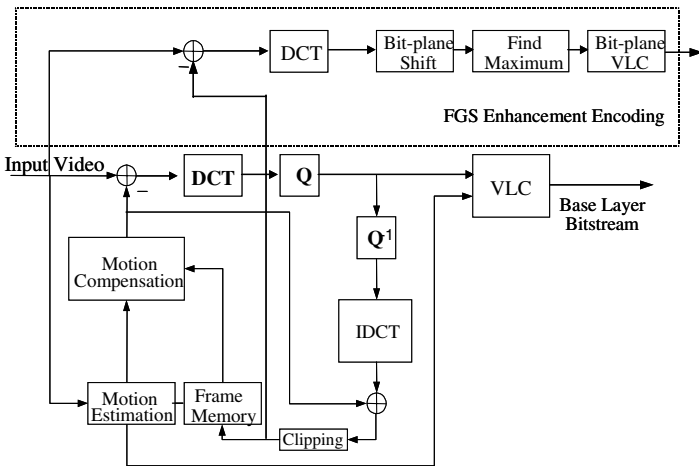 DCT
Bit-plane
Shift
Find
Maximum
Bit-plane
VLC
FGS Enhancement Encoding
Input Video
DCT
Q
VLC
Base Layer
Bitstream
Q-1
Motion
Compensation
IDCT
Motion
Estimation
Frame
Memory
Clipping